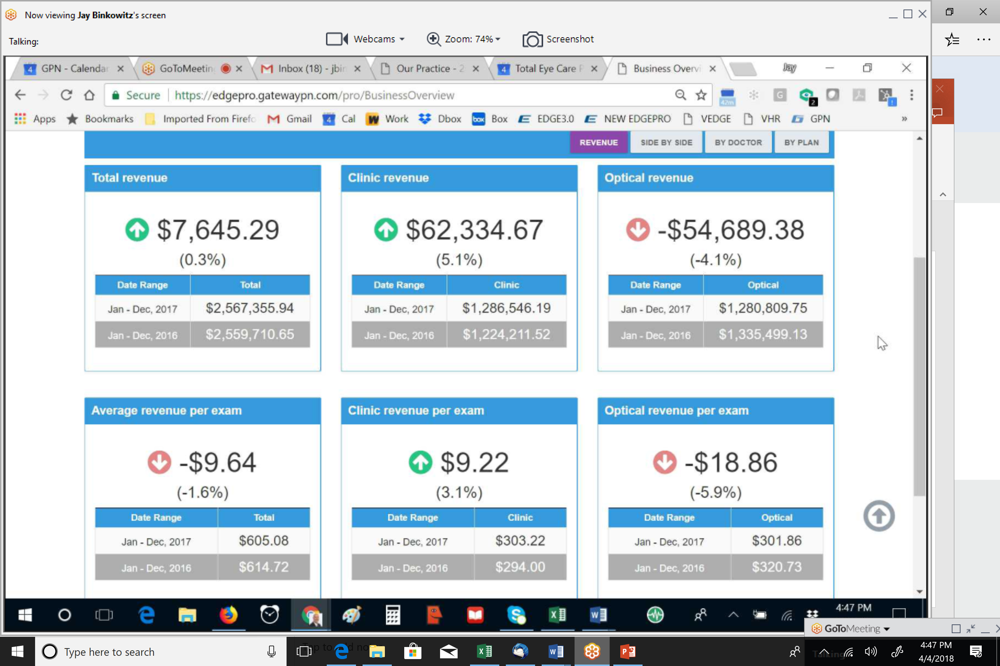 Now viewing Jay Binkowitz's screen
Talking:
Webcams
Zoom: 74%
Screenshot
GPN - Calendar
GoToMeetin
Inbox (18) - jbin
Our Practice - 2
Total Eye Care P
Business Overvi
Jay
Secure
https://edgepro.gatewaypn.com/pro/BusinessOverview
42m
G
2
!
Apps
Bookmarks
Imported From Firefo
Gmail
4
Cal
Work
Dbox
box
Box
EDGE3.0
NEW EDGEPRO
VEDGE
VHR
GPN
»
REVENUE
SIDE BY SIDE
BY DOCTOR
BY PLAN
Total revenue
$7,645.29
(0.3%)
Date Range Total
Jan - Dec, 2017 $2,567,355.94
Jan - Dec, 2016 $2,559,710.65
Clinic revenue
$62,334.67
(5.1%)
Date Range Clinic
Jan - Dec, 2017 $1,286,546.19
Jan - Dec, 2016 $1,224,211.52
Optical revenue
-$54,689.38
(-4.1%)
Date Range Optical
Jan - Dec, 2017 $1,280,809.75
Jan - Dec, 2016 $1,335,499.13
Average revenue per exam
-$9.64
(-1.6%)
Date Range Total
Jan - Dec, 2017 $605.08
Jan - Dec, 2016 $614.72
Clinic revenue per exam
$9.22
(3.1%)
Date Range Clinic
Jan - Dec, 2017 $303.22
Jan - Dec, 2016 $294.00
Optical revenue per exam
-$18.86
(-5.9%)
Date Range Optical
Jan - Dec, 2017 $301.86
Jan - Dec, 2016 $320.73
4:47 PM
GoToMeeting
Type here to search
Talking
4:47 PM
4/4/2018